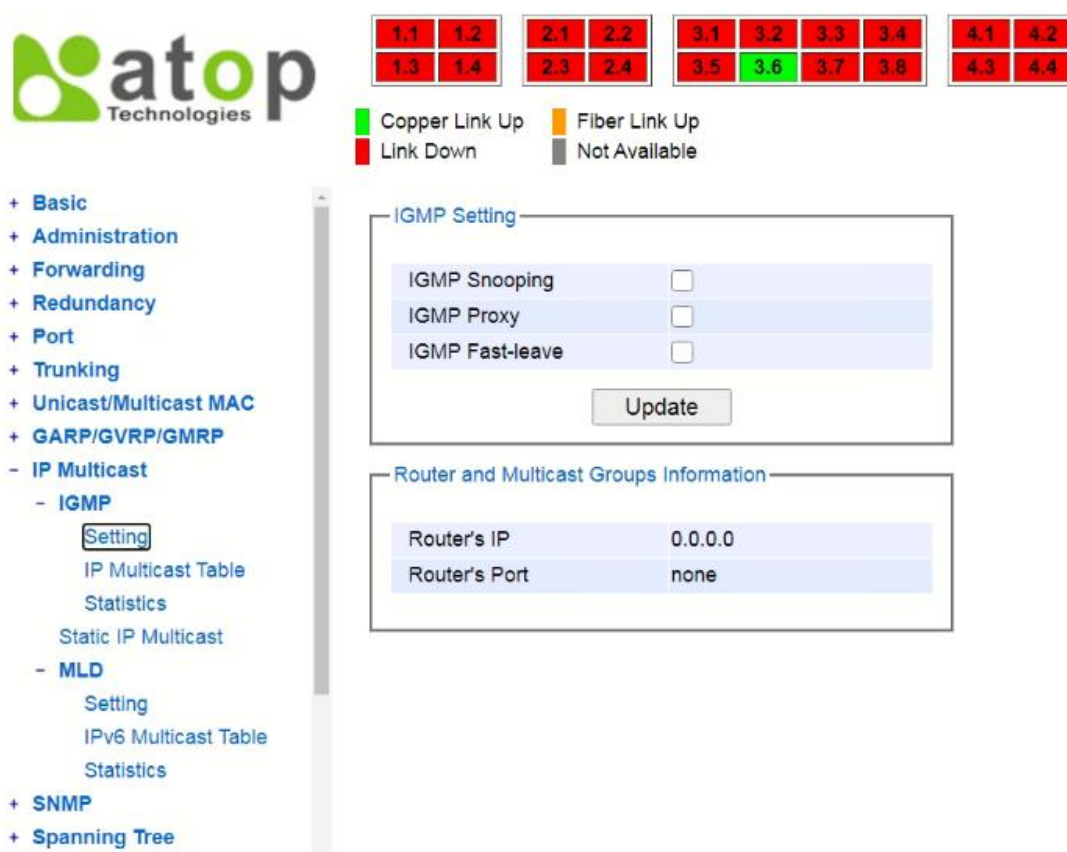 atop
Technologies
1.1 1.2 2.1 2.2 3.1 3.2 3.3 3.4 4.1 4.2
1.3 1.4 2.3 2.4 3.5 3.6 3.7 3.8 4.3 4.4
Copper Link Up Fiber Link Up
Link Down Not Available
+ Basic
+ Administration
+ Forwarding
+ Redundancy
+ Port
+ Trunking
+ Unicast/Multicast MAC
+ GARP/GVRP/GMRP
- IP Multicast
- IGMP
Setting
IP Multicast Table
Statistics
Static IP Multicast
- MLD
Setting
IPv6 Multicast Table
Statistics
+ SNMP
+ Spanning Tree
IGMP Setting
IGMP Snooping
IGMP Proxy
IGMP Fast-leave
Update
Router and Multicast Groups Information
Router's IP 0.0.0.0
Router's Port none